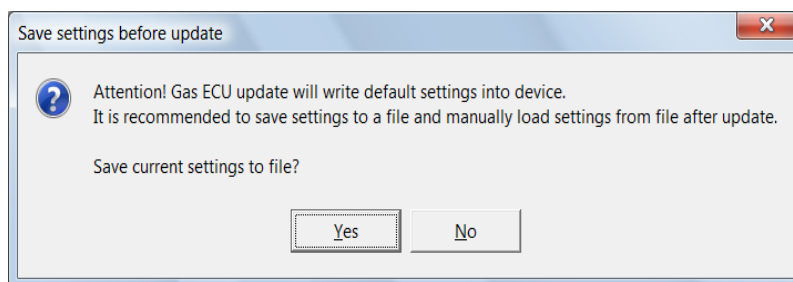 Save settings before update
Attention! Gas ECU update will write default settings into device.
It is recommended to save settings to a file and manually load settings from file after update.
Save current settings to file?
Yes
No